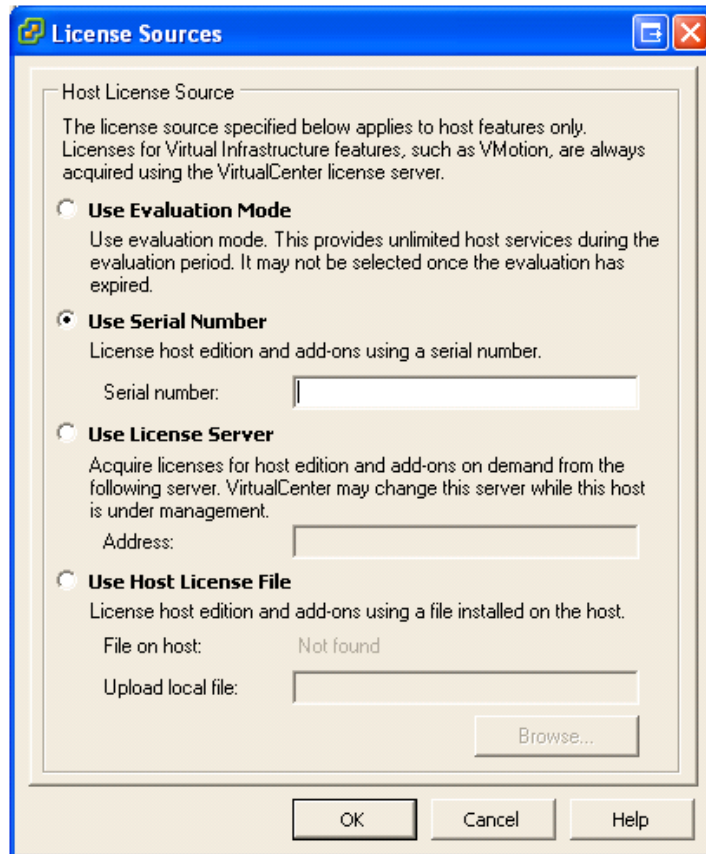 License Sources
Host License Source
The license source specified below applies to host features only.
Licenses for Virtual Infrastructure features, such as VMotion, are always
acquired using the VirtualCenter license server.
Use Evaluation Mode
Use evaluation mode. This provides unlimited host services during the
evaluation period. It may not be selected once the evaluation has
expired.
Use Serial Number
License host edition and add-ons using a serial number.
Serial number:
Use License Server
Acquire licenses for host edition and add-ons on demand from the
following server. VirtualCenter may change this server while this host
is under management.
Address:
Use Host License File
License host edition and add-ons using a file installed on the host.
File on host: Not found
Upload local file:
Browse...
OK Cancel Help